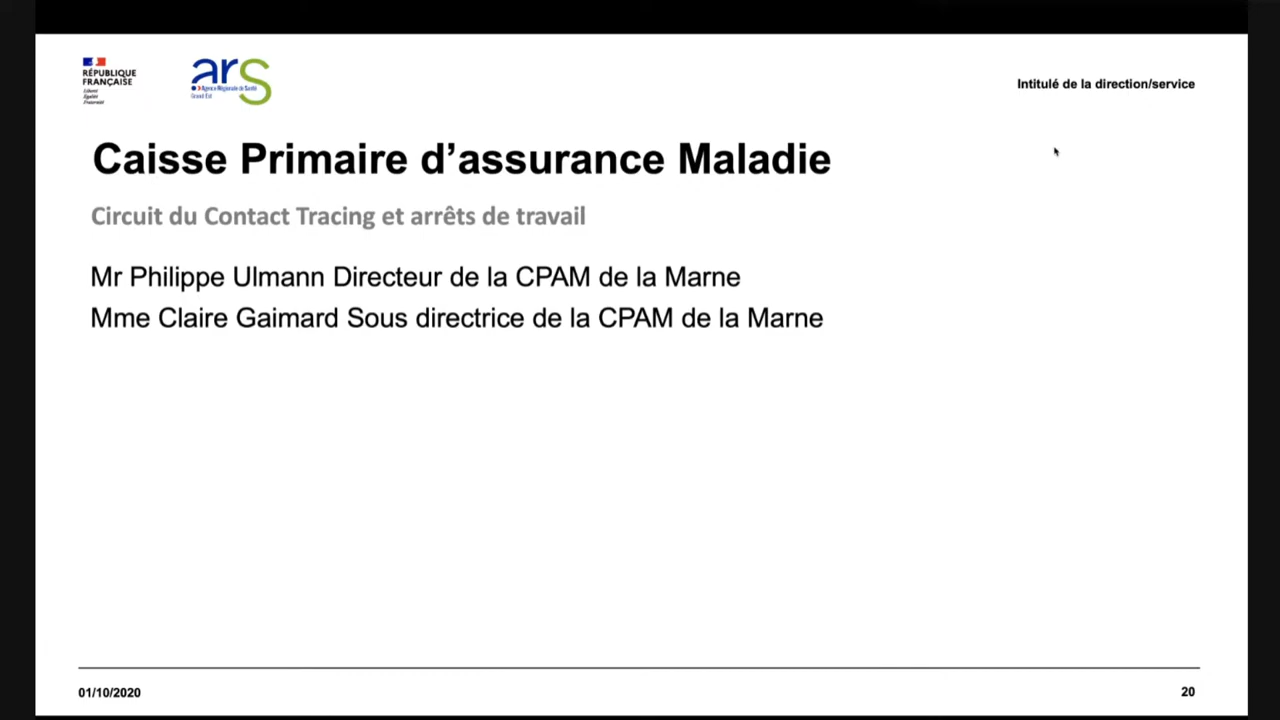 RÉPUBLIQUE
FRANÇAISE
Liberté
Égalité
Fraternité
ars
Agence Régionale de Santé
Grand Est
Intitulé de la direction/service
Caisse Primaire d’assurance Maladie
Circuit du Contact Tracing et arrêts de travail
Mr Philippe Ulmann Directeur de la CPAM de la Marne
Mme Claire Gaimard Sous directrice de la CPAM de la Marne
01/10/2020
20